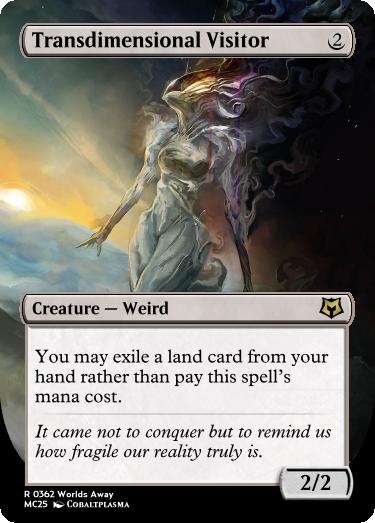 Transdimensional Visitor 2
Creature — Weird
You may exile a land card from your
hand rather than pay this spell's
mana cost.
It came not to conquer but to remind us
how fragile our reality truly is.
2/2
R 0362 Worlds Away
MC25 Cobaltplasma